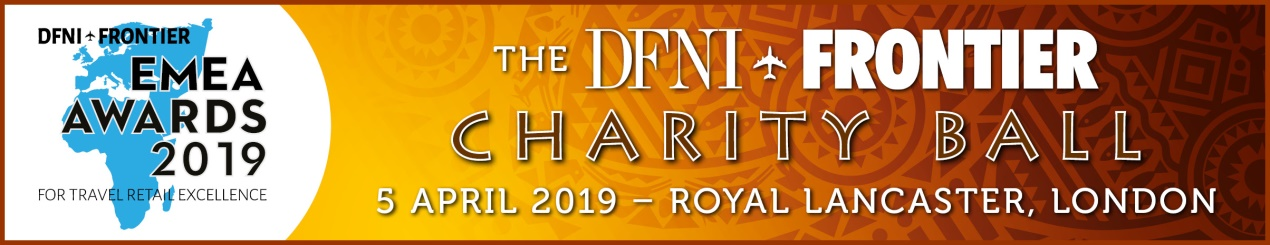 DFNI FRONTIER
EMEA
AWARDS
2019
FOR TRAVEL RETAIL EXCELLENCE
THE DFNI FRONTIER
CHARITY BALL
5 APRIL 2019 – ROYAL LANCASTER, LONDON